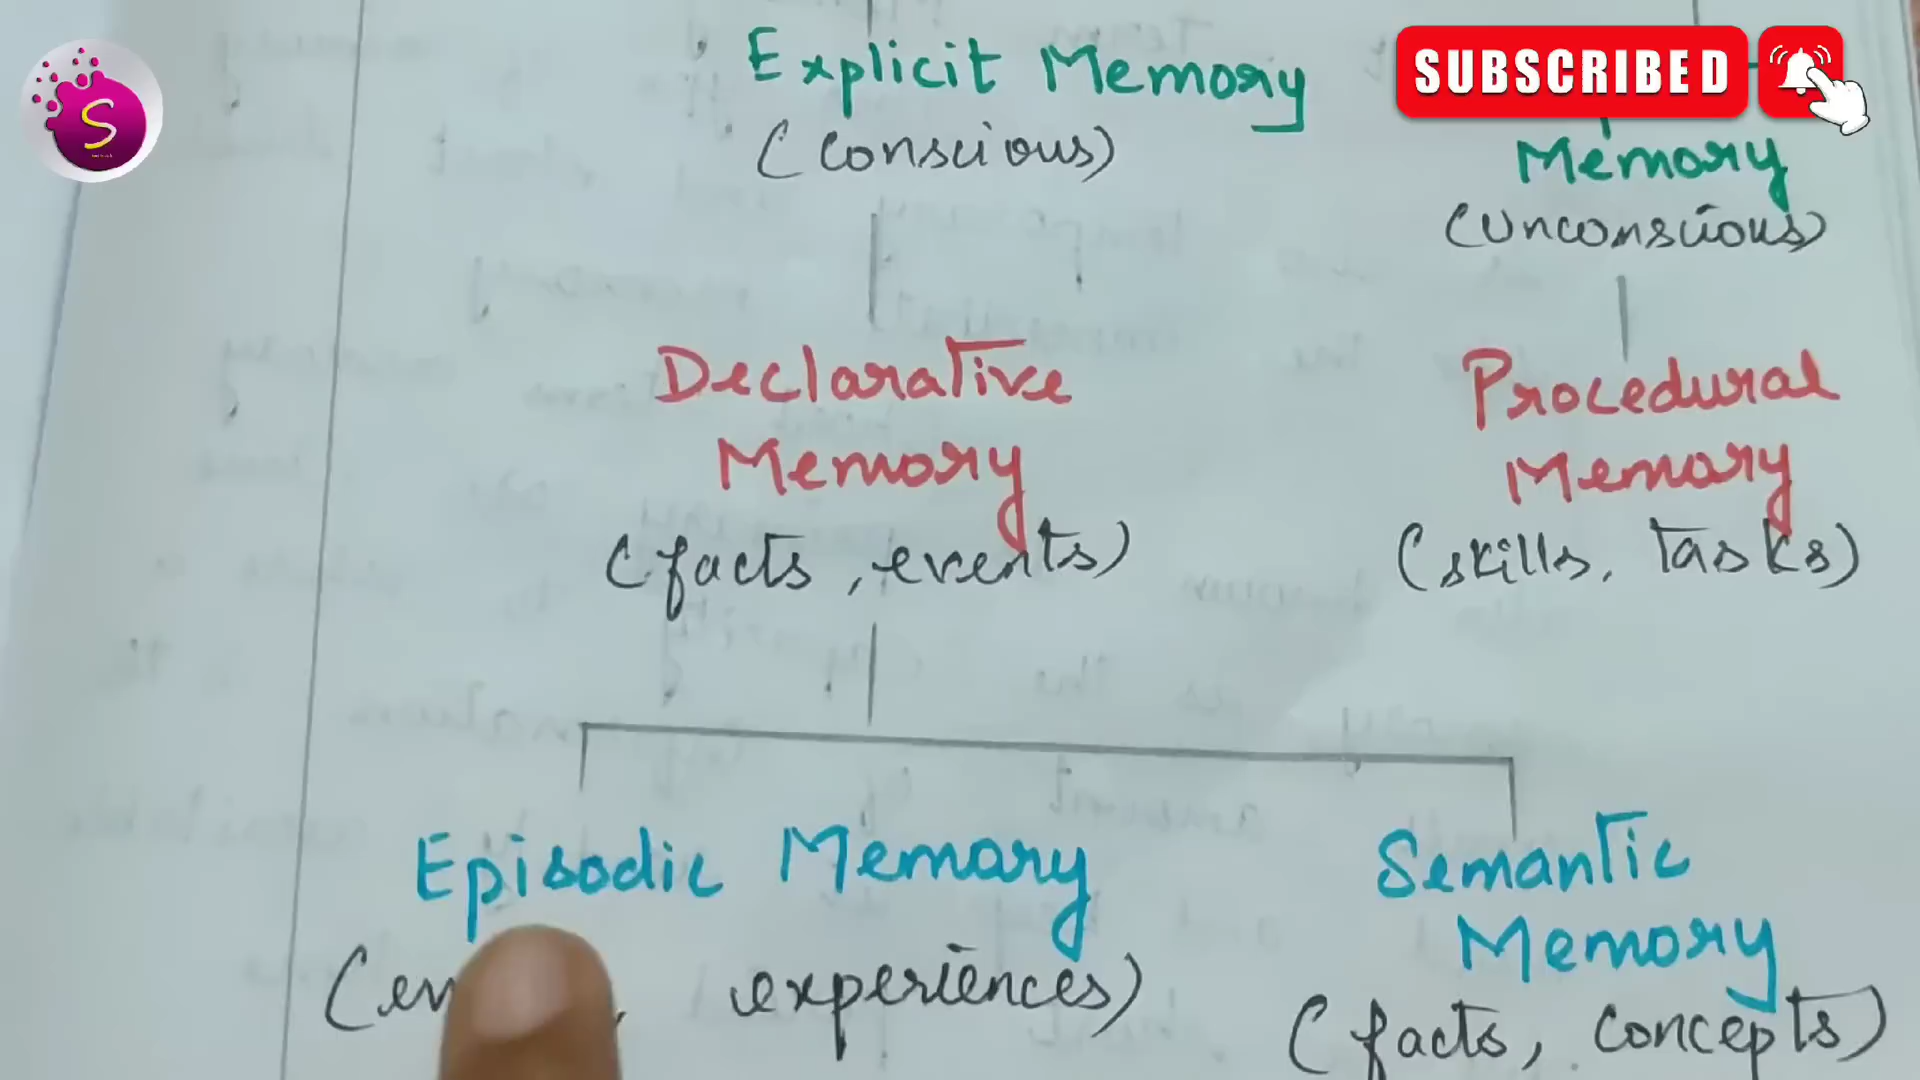 SUBSCRIBED
S
Explicit Memory
(conscious)
Memory
(unconscious)
Declarative
Memory
(facts, events)
Procedural
Memory
(skills, Tasks)
Episodic Memory
experiences)
Semantic
Memory
(facts, concepts)